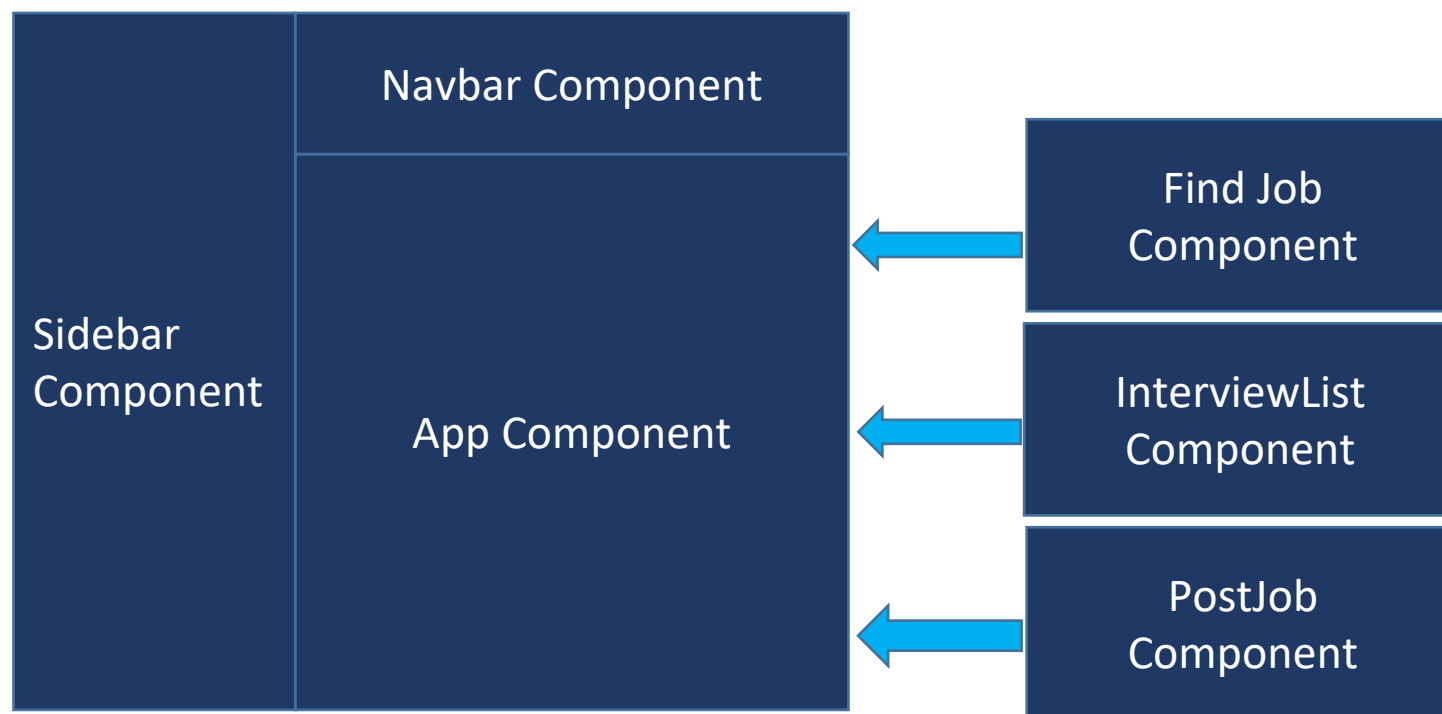 Navbar Component
Sidebar
Component
App Component
Find Job
Component
InterviewList
Component
PostJob
Component